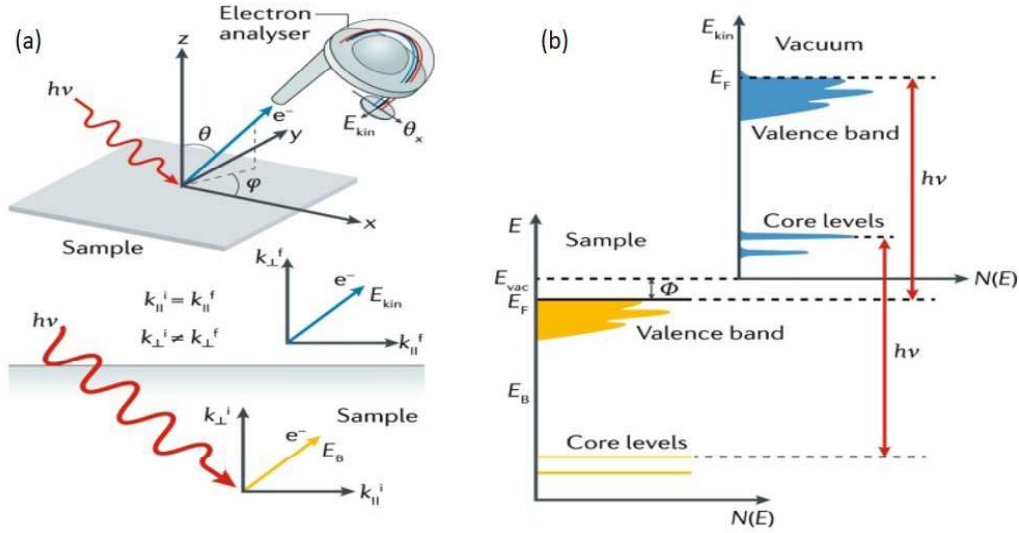 (a)
z
Electron
analyser
hν
θ
e⁻
y
E_kin
θ_x
φ
x
Sample
k_⊥^f
e⁻
E_kin
k_||^i = k_||^f
k_⊥^i ≠ k_⊥^f
k_||^f
hν
k_⊥^i
Sample
e⁻
E_B
k_||^i
(b)
E_kin
Vacuum
E_F
Valence band
hν
Core levels
N(E)
E
Sample
E_vac
Φ
E_F
Valence band
hν
E_B
Core levels
N(E)